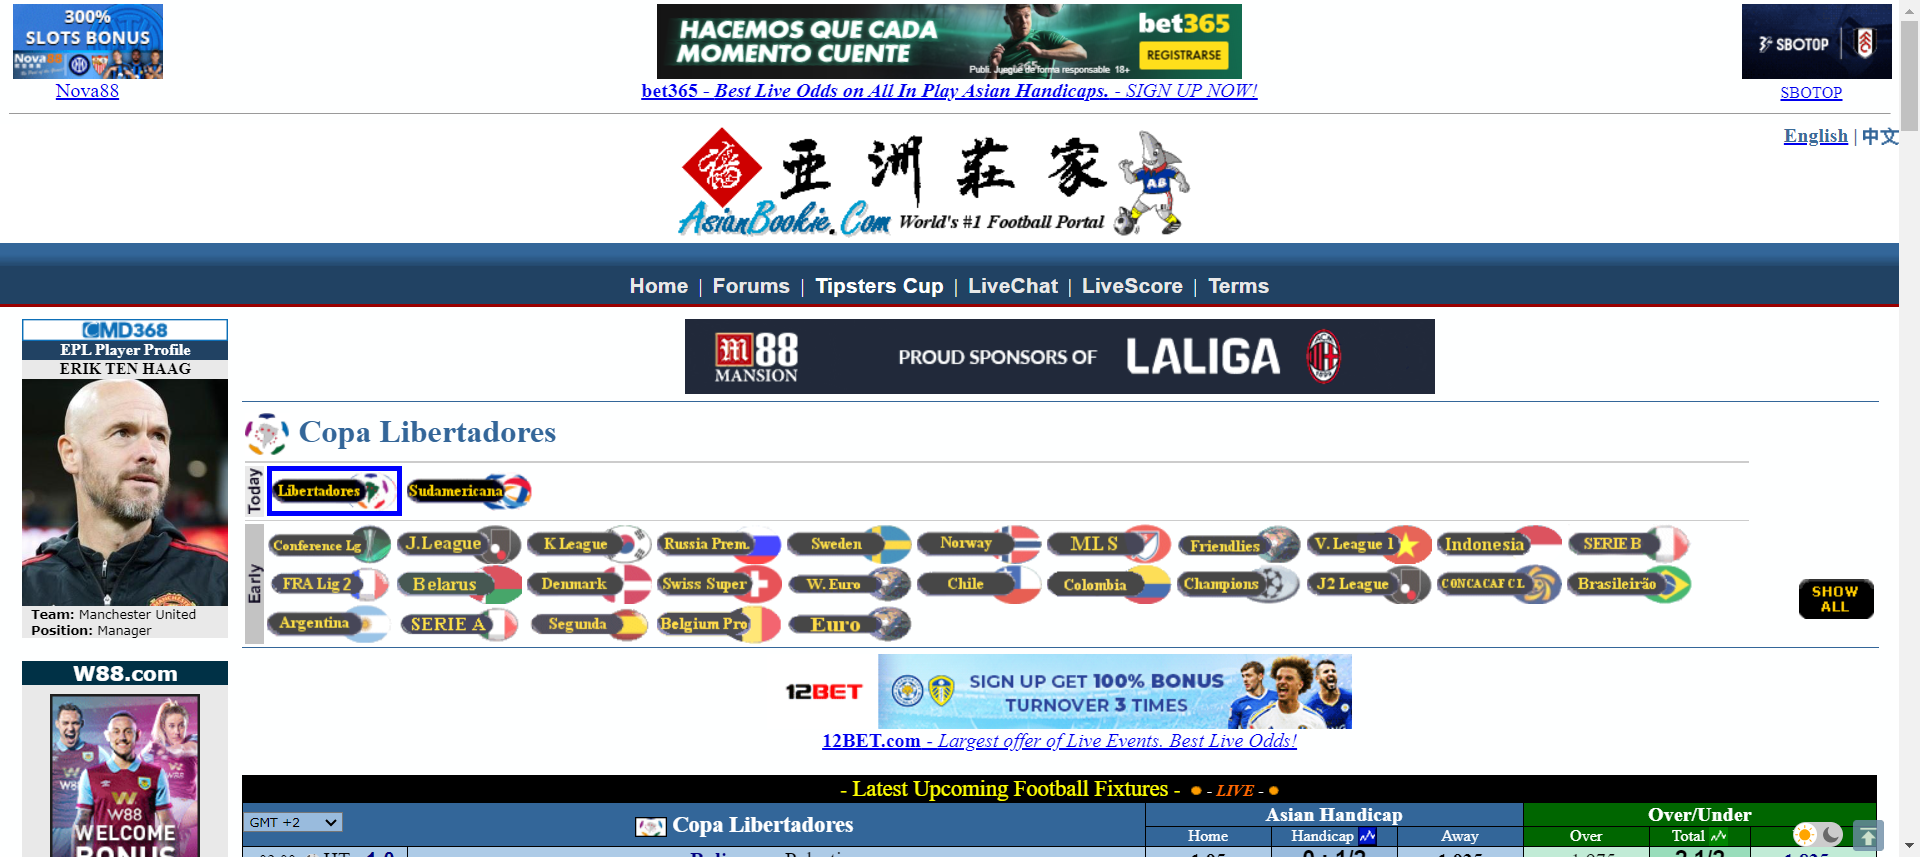 300%
SLOTS BONUS
Nova88
Nova88
HACEMOS QUE CADA
MOMENTO CUENTE
bet365
REGISTRARSE
Publi. Juegue de forma responsable 18+
bet365 - Best Live Odds on All In Play Asian Handicaps. - SIGN UP NOW!
SBOTOP
SBOTOP
English | 中文
福 亞洲莊家
AB
AsianBookie.Com World's #1 Football Portal
Home | Forums | Tipsters Cup | LiveChat | LiveScore | Terms
CMD368
EPL Player Profile
ERIK TEN HAAG
Team: Manchester United
Position: Manager
W88.com
W88
WELCOME
BONUS
M88
MANSION
PROUD SPONSORS OF LALIGA
Copa Libertadores
Today
Libertadores Sudamericana
Early
Conference Lg J.League K League Russia Prem. Sweden Norway MLS Friendlies V. League 1 Indonesia SERIE B
FRA Lig 2 Belarus Denmark Swiss Super W. Euro Chile Colombia Champions J2 League CONCACAF CL Brasileirão
Argentina SERIE A Segunda Belgium Pro Euro
SHOW
ALL
12BET
SIGN UP GET 100% BONUS
TURNOVER 3 TIMES
12BET.com - Largest offer of Live Events. Best Live Odds!
- Latest Upcoming Football Fixtures - - LIVE -
GMT +2
Copa Libertadores
Asian Handicap
Over/Under
Home Handicap Away Over Total